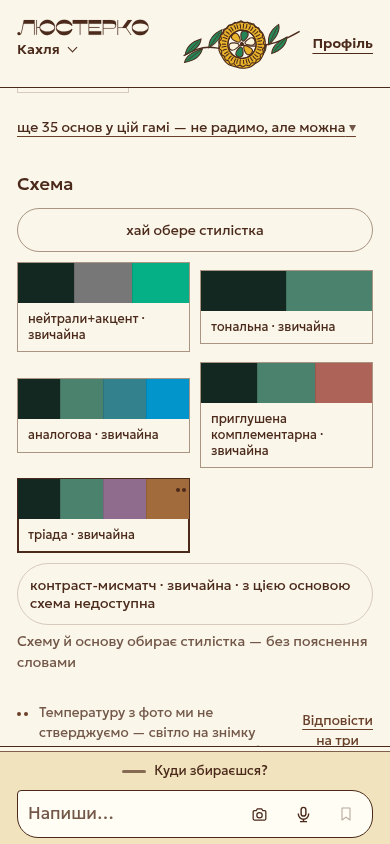 ЛЮСТЕРКО
Кахля
Профіль
ще 35 основ у цій гамі — не радимо, але можна ▾
Схема
хай обере стилістка
нейтрали+акцент ·
звичайна
тональна · звичайна
аналогова · звичайна
приглушена
комплементарна ·
звичайна
тріада · звичайна
контраст-мисматч · звичайна · з цією основою
схема недоступна
Схему й основу обирає стилістка — без пояснення
словами
Температуру з фото ми не
стверджуємо — світло на знімку
Відповісти
на три
Куди збираєшся?
Напиши...